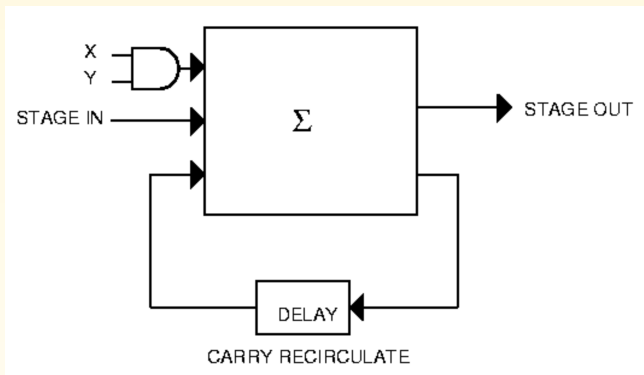 X
Y
STAGE IN
Σ
STAGE OUT
DELAY
CARRY RECIRCULATE